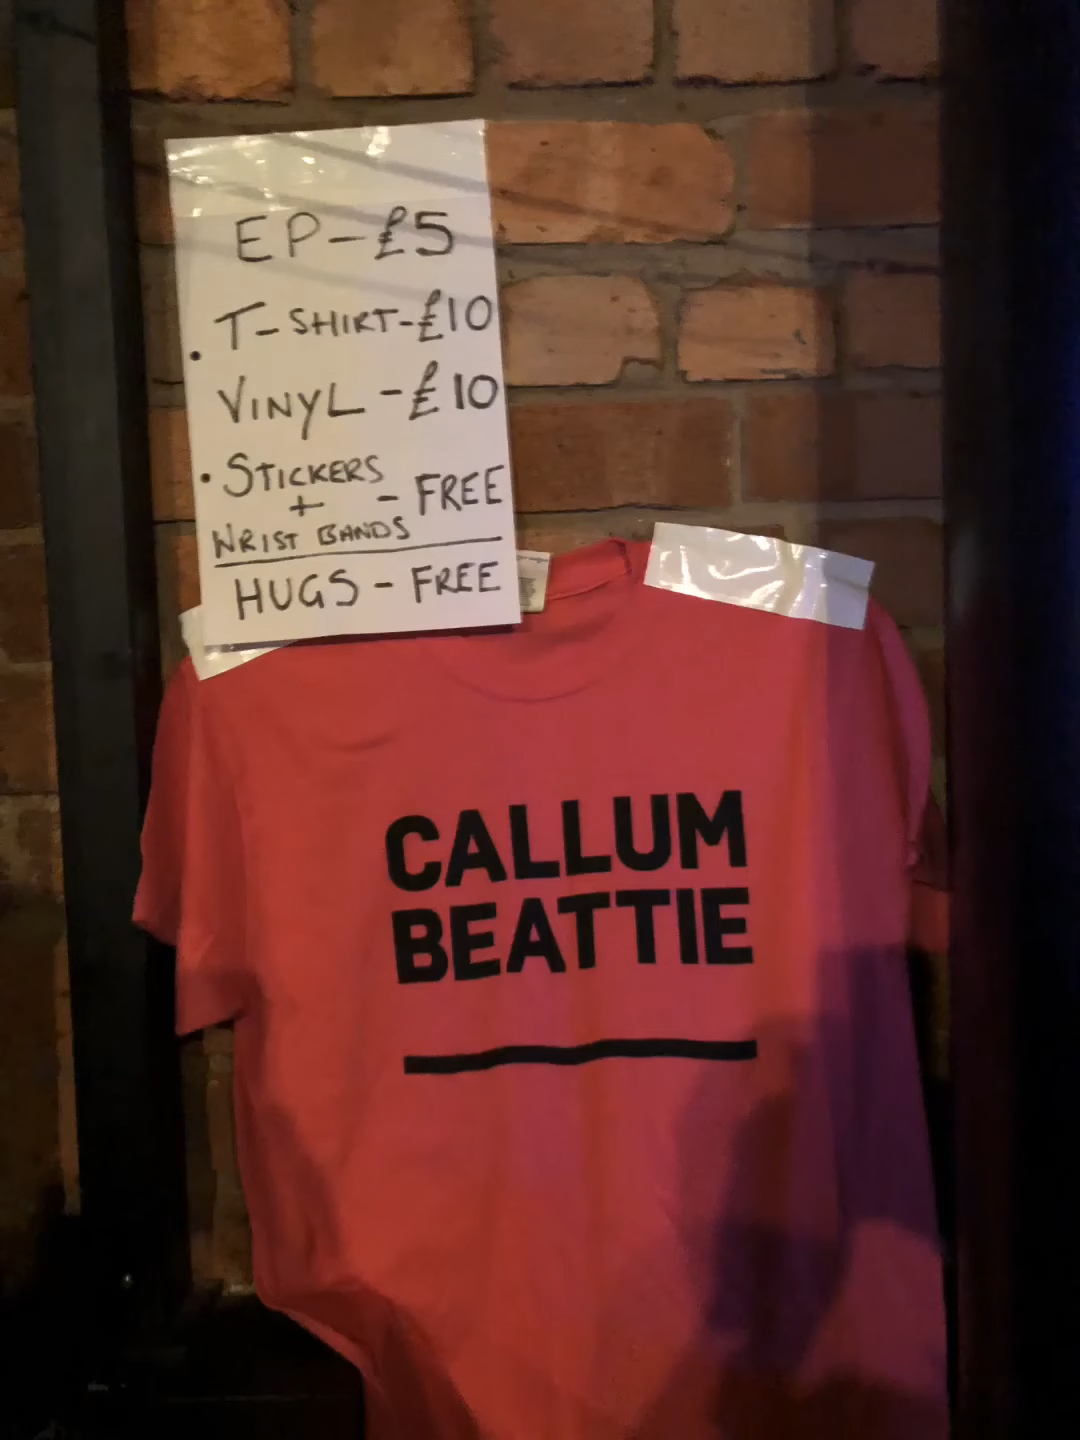 EP - £5
• T-SHIRT - £10
VINYL - £10
• STICKERS
+ - FREE
WRIST BANDS
HUGS - FREE
CALLUM
BEATTIE